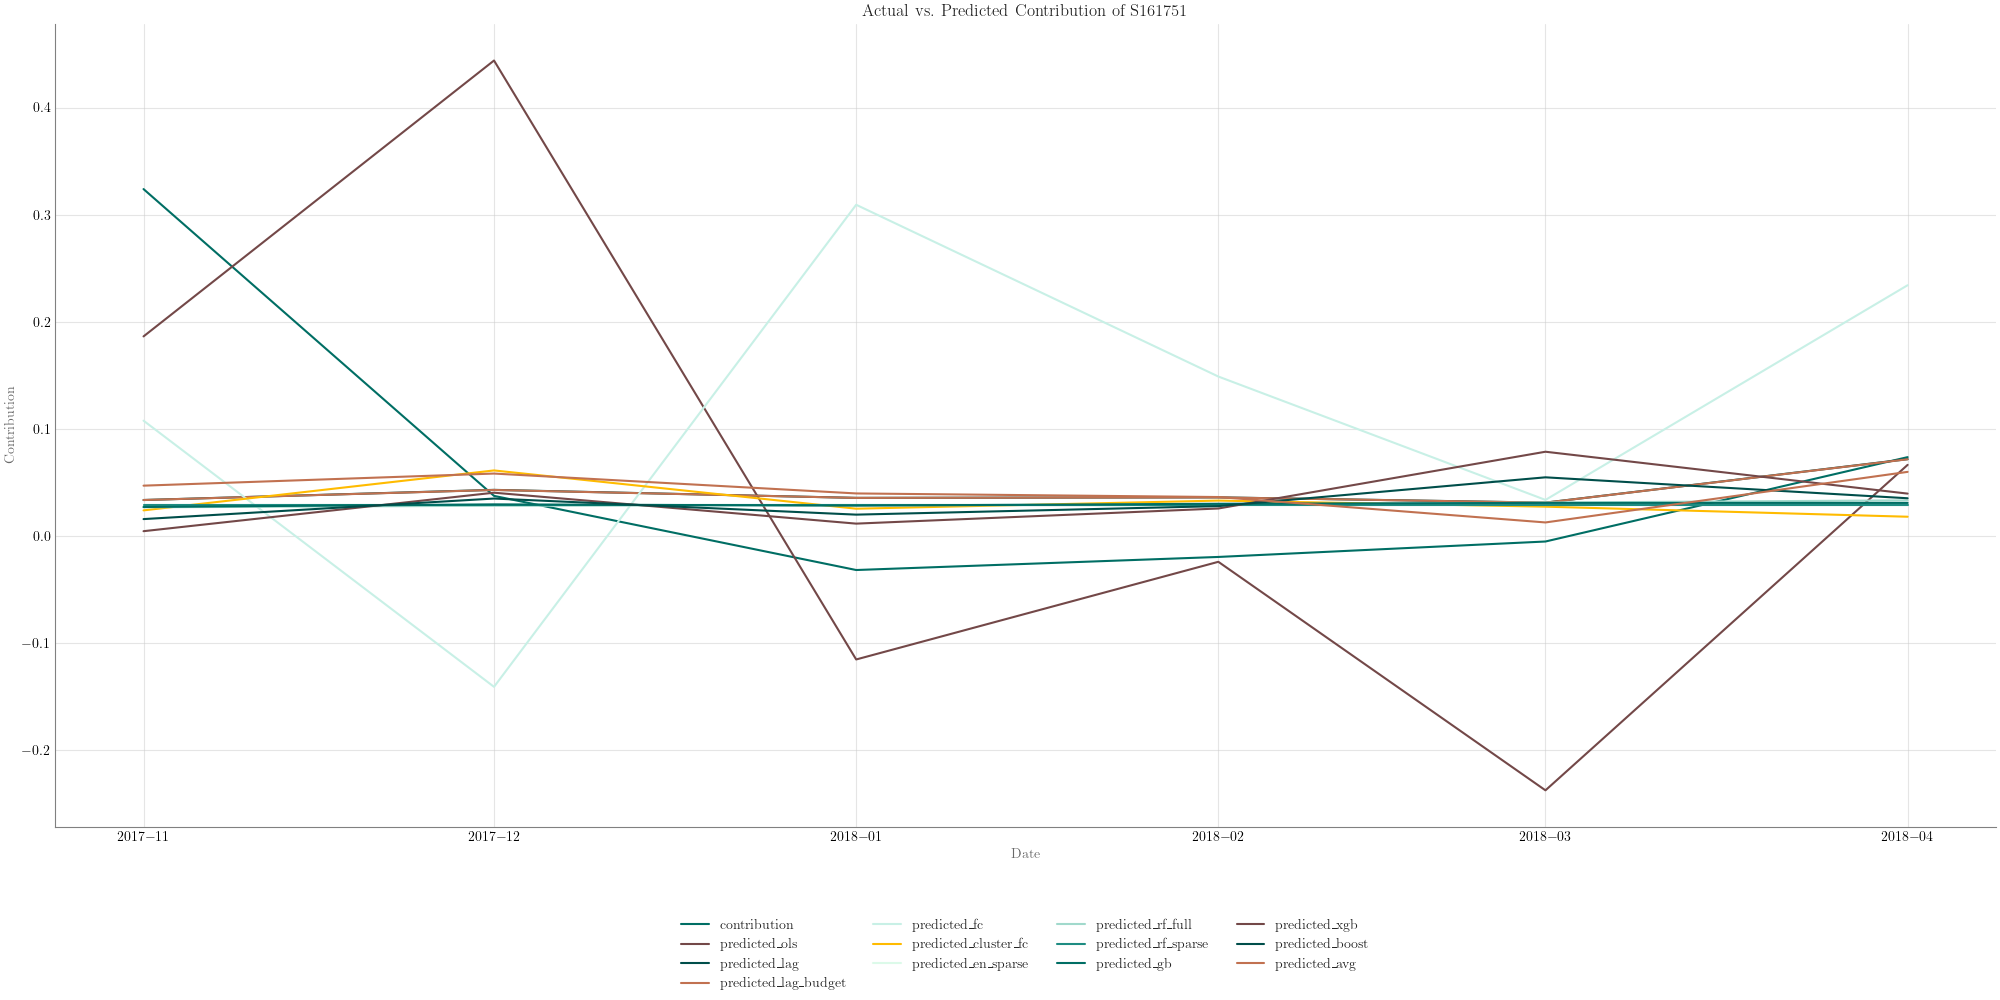 Actual vs. Predicted Contribution of S161751
0.4
0.3
0.2
0.1
0.0
−0.1
−0.2
Contribution
2017−11
2017−12
2018−01
2018−02
2018−03
2018−04
Date
contribution
predicted_ols
predicted_lag
predicted_lag_budget
predicted_fc
predicted_cluster_fc
predicted_en_sparse
predicted_rf_full
predicted_rf_sparse
predicted_gb
predicted_xgb
predicted_boost
predicted_avg